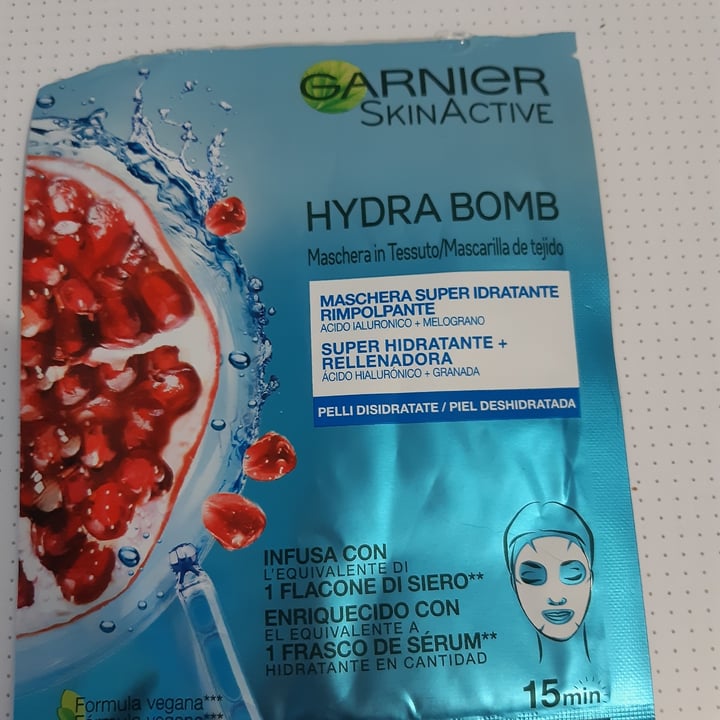 GARNIER
SKINACTIVE
HYDRA BOMB
Maschera in Tessuto/Mascarilla de tejido
MASCHERA SUPER IDRATANTE
RIMPOLPANTE
ACIDO IALURONICO + MELOGRANO
SUPER HIDRATANTE +
RELLENADORA
ÁCIDO HIALURÓNICO + GRANADA
PELLI DISIDRATATE / PIEL DESHIDRATADA
INFUSA CON
L'EQUIVALENTE DI
1 FLACONE DI SIERO**
ENRIQUECIDO CON
EL EQUIVALENTE A
1 FRASCO DE SÉRUM**
HIDRATANTE EN CANTIDAD
15min
Formula vegana***
Fórmula vegana***